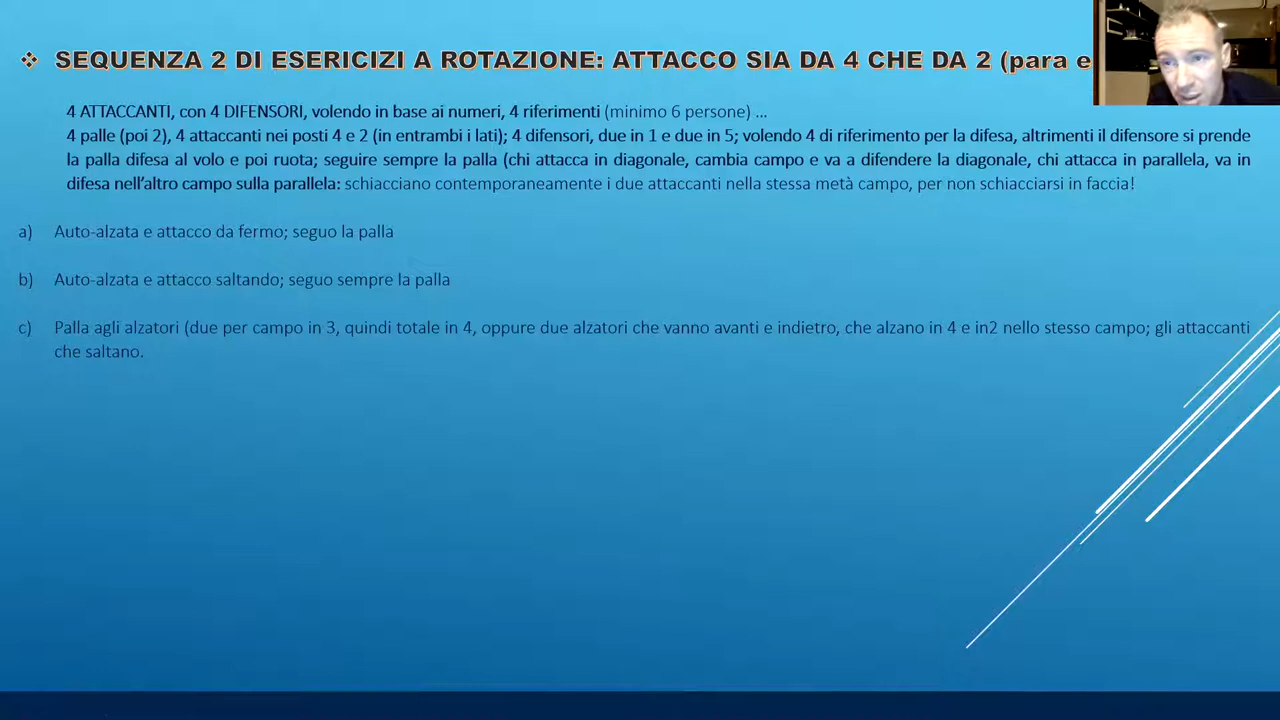 ❖ SEQUENZA 2 DI ESERICIZI A ROTAZIONE: ATTACCO SIA DA 4 CHE DA 2 (para e
4 ATTACCANTI, con 4 DIFENSORI, volendo in base ai numeri, 4 riferimenti (minimo 6 persone) ...
4 palle (poi 2), 4 attaccanti nei posti 4 e 2 (in entrambi i lati); 4 difensori, due in 1 e due in 5; volendo 4 di riferimento per la difesa, altrimenti il difensore si prende
la palla difesa al volo e poi ruota; seguire sempre la palla (chi attacca in diagonale, cambia campo e va a difendere la diagonale, chi attacca in parallela, va in
difesa nell'altro campo sulla parallela: schiacciano contemporaneamente i due attaccanti nella stessa metà campo, per non schiacciarsi in faccia!
a) Auto-alzata e attacco da fermo; seguo la palla
b) Auto-alzata e attacco saltando; seguo sempre la palla
c) Palla agli alzatori (due per campo in 3, quindi totale in 4, oppure due alzatori che vanno avanti e indietro, che alzano in 4 e in2 nello stesso campo; gli attaccanti
che saltano.